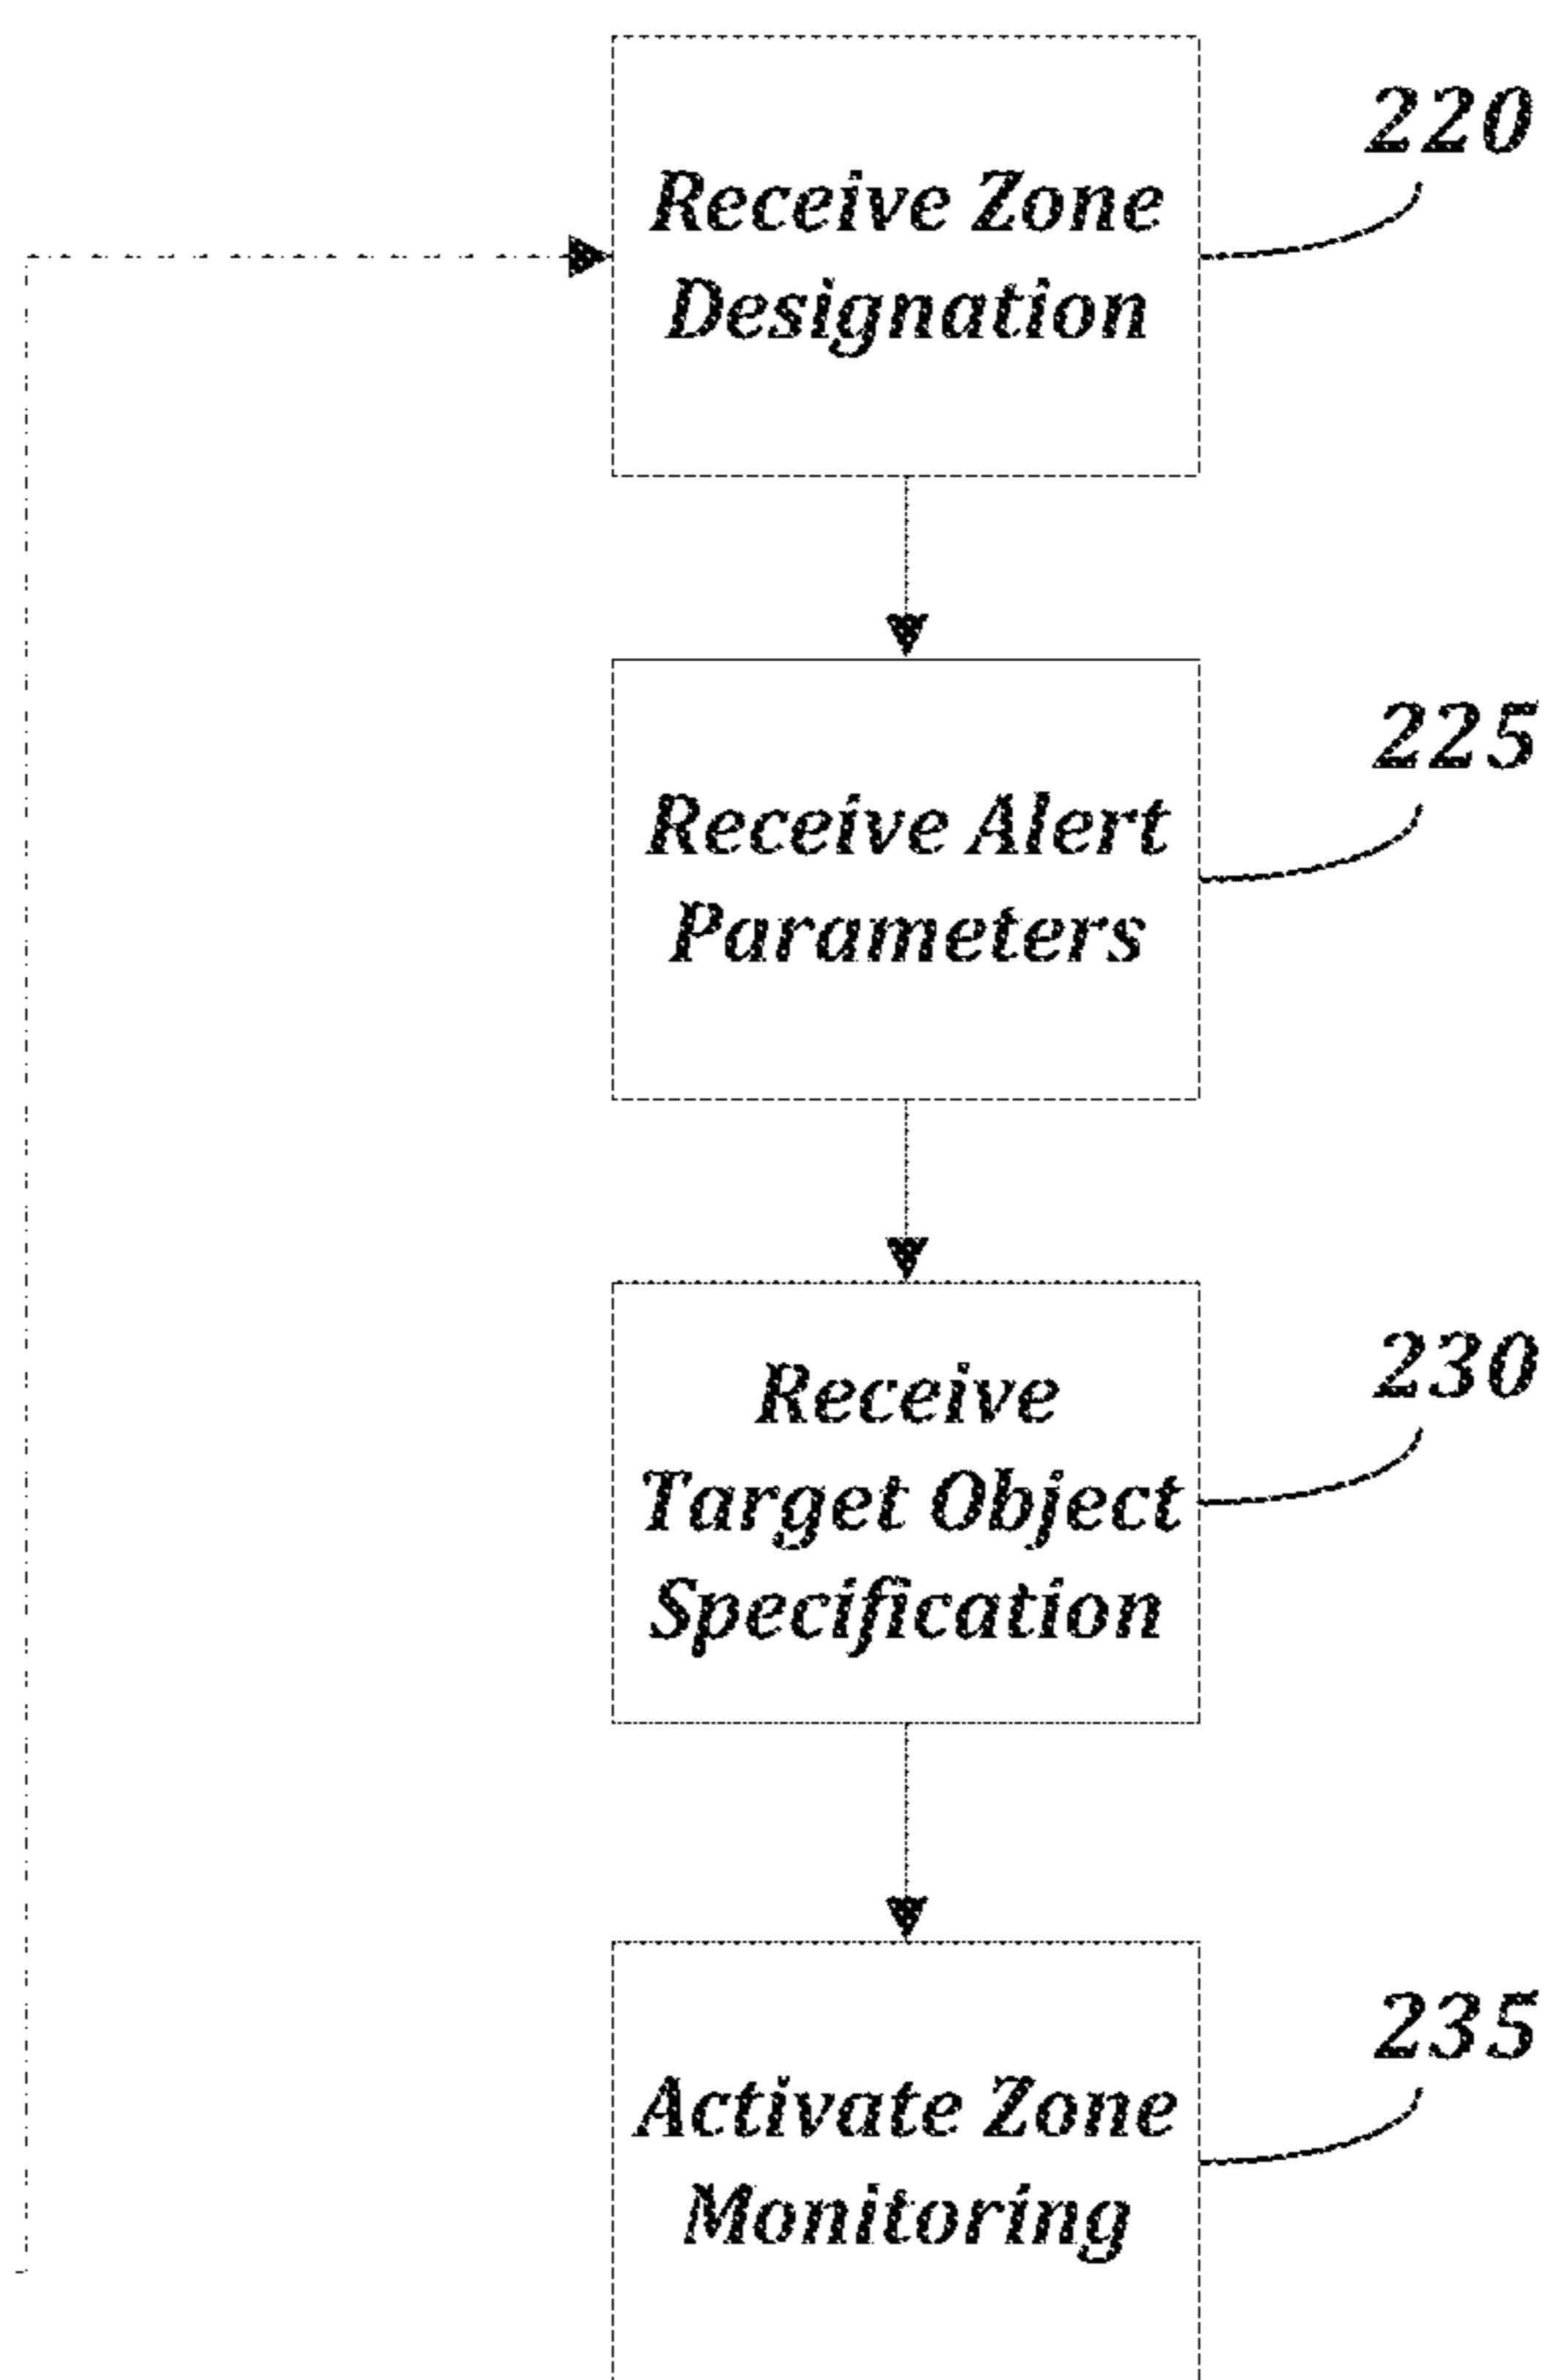 220
Receive Zone
Designation
225
Receive Alert
Parameters
230
Receive
Target Object
Specification
235
Activate Zone
Monitoring